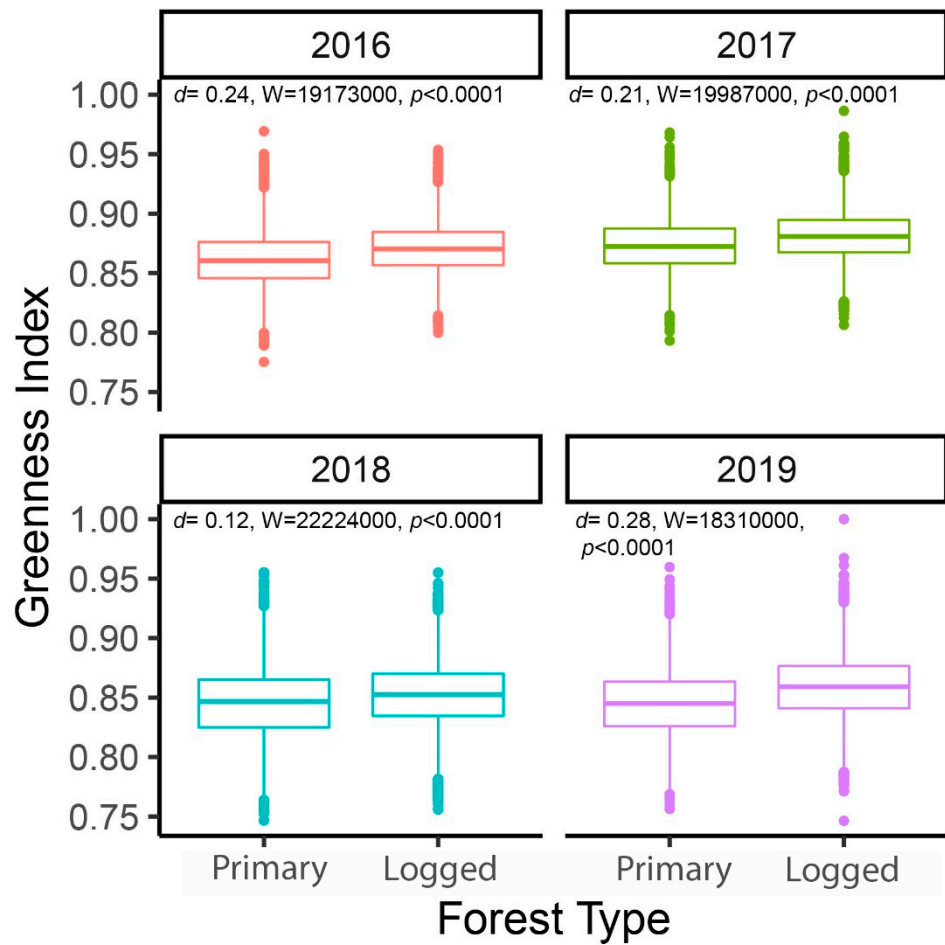 2016
2017
d= 0.24, W=19173000, p<0.0001
d= 0.21, W=19987000, p<0.0001
1.00
0.95
0.90
0.85
0.80
0.75
Greenness Index
2018
2019
d= 0.12, W=22224000, p<0.0001
d= 0.28, W=18310000,
p<0.0001
1.00
0.95
0.90
0.85
0.80
0.75
Primary
Logged
Primary
Logged
Forest Type